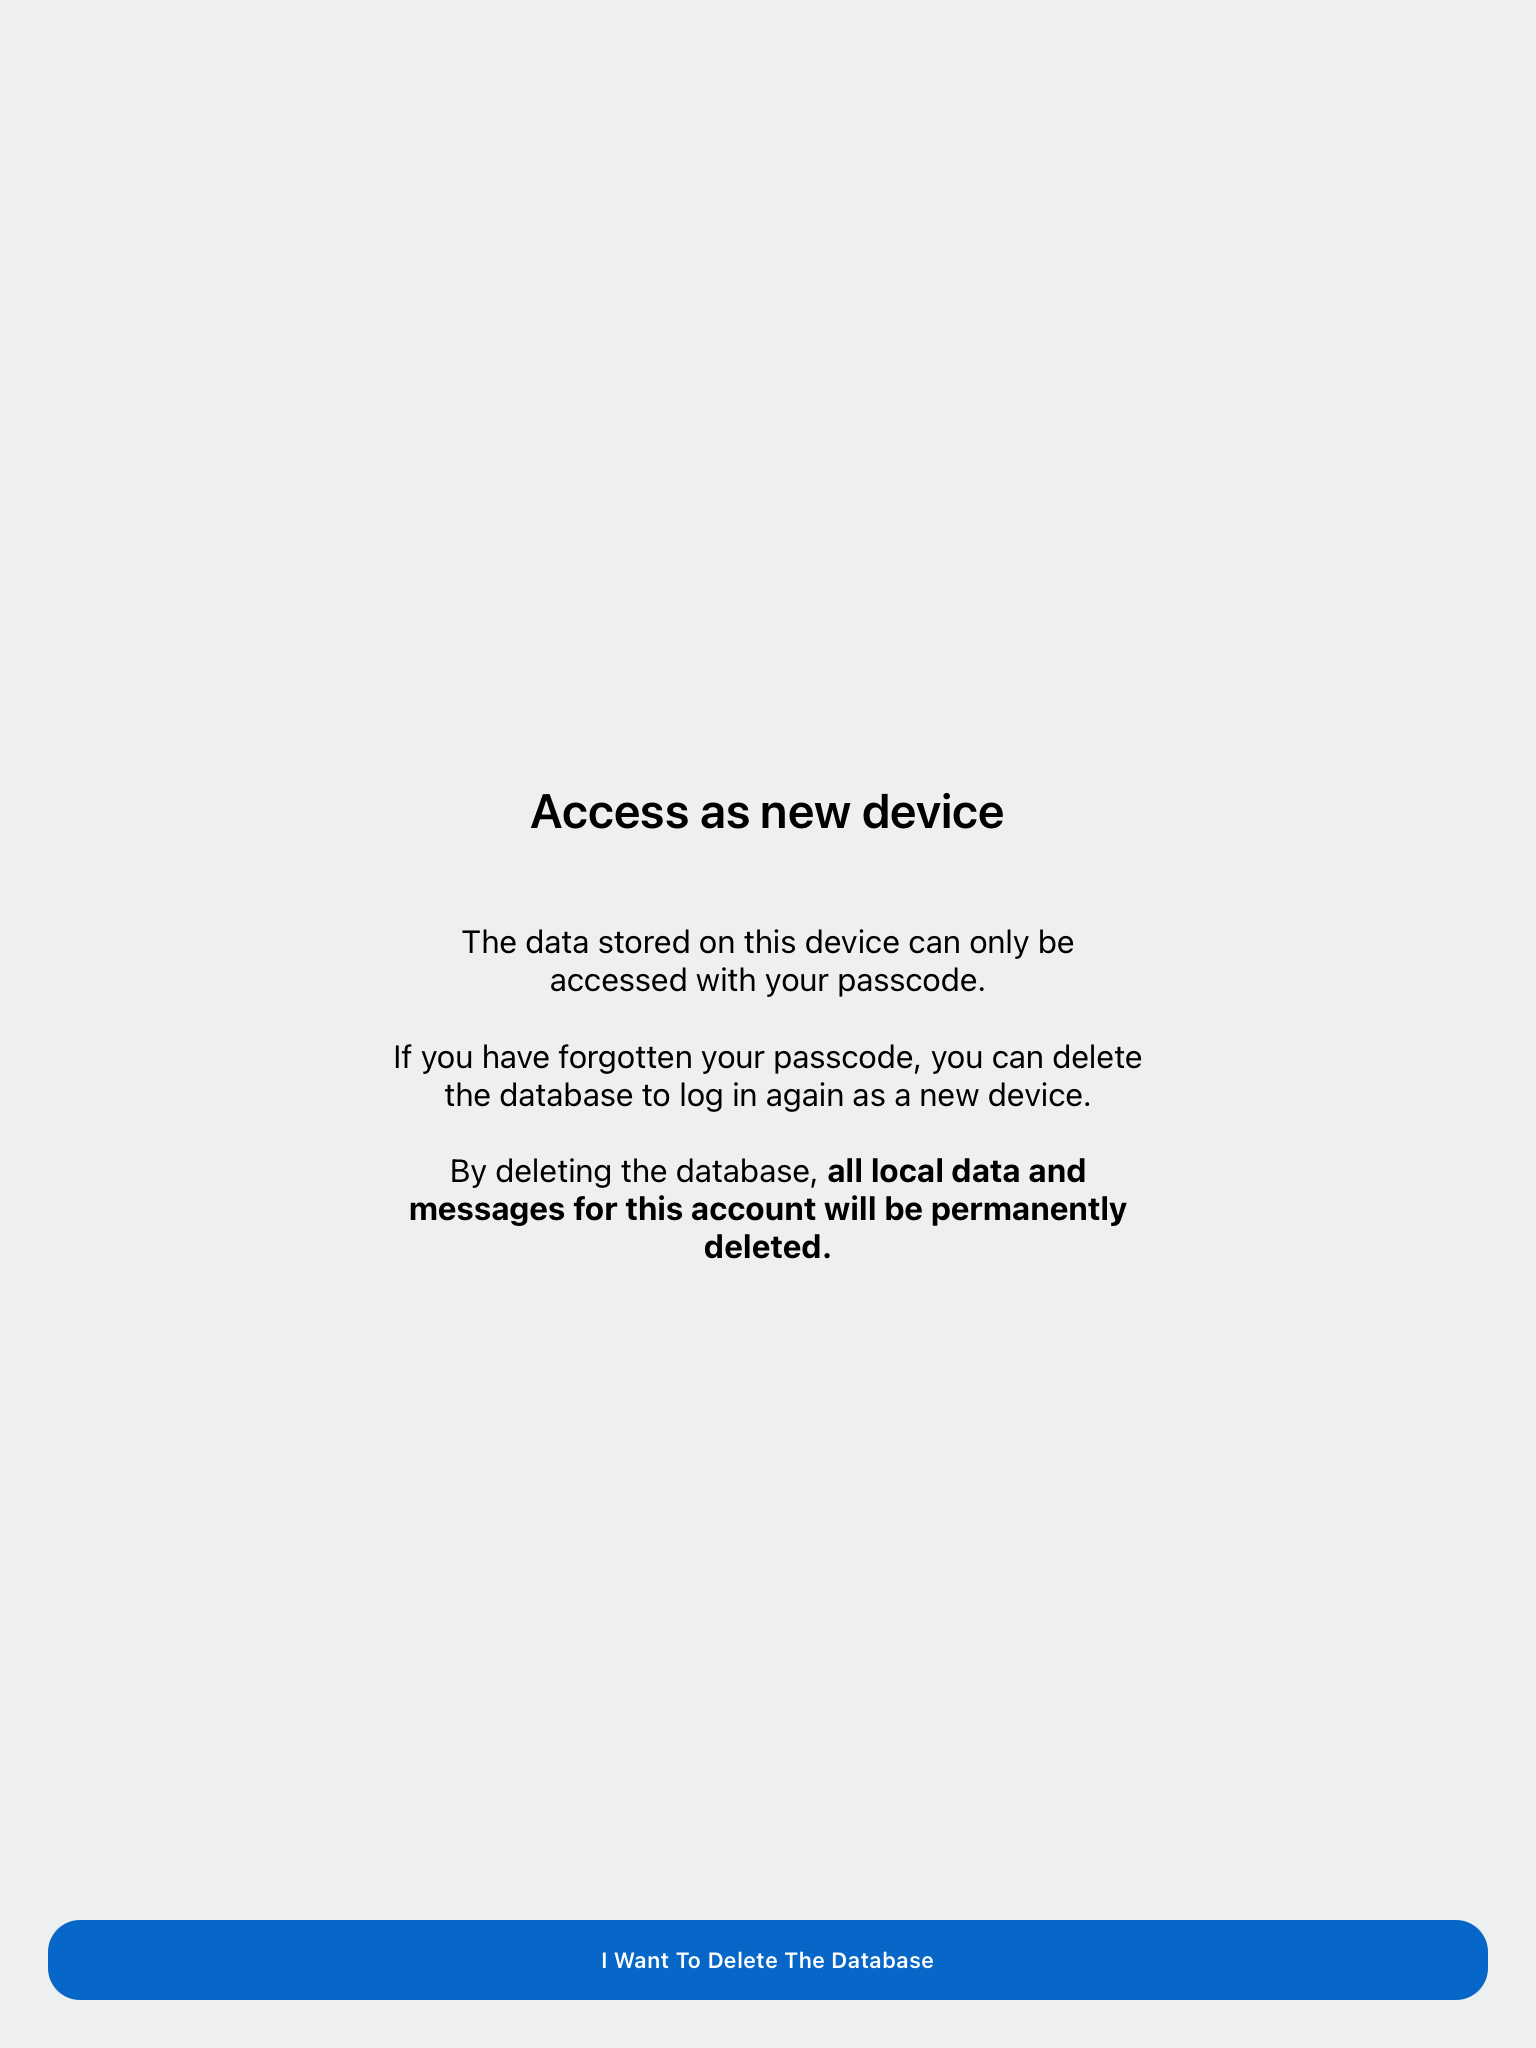 Access as new device
The data stored on this device can only be
accessed with your passcode.
If you have forgotten your passcode, you can delete
the database to log in again as a new device.
By deleting the database, all local data and
messages for this account will be permanently
deleted.
I Want To Delete The Database